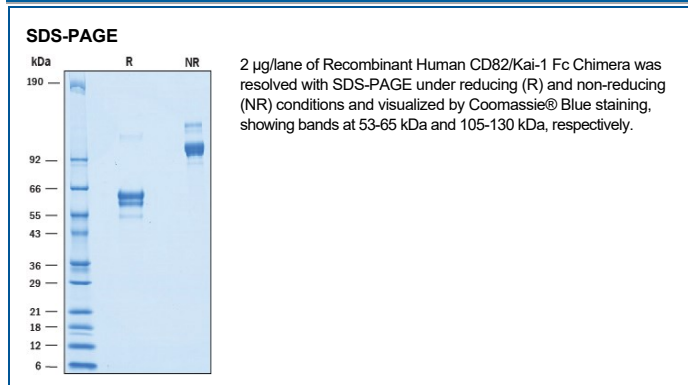 SDS-PAGE
kDa R NR
190
92
66
55
43
36
29
21
18
12
6
2 µg/lane of Recombinant Human CD82/Kai-1 Fc Chimera was
resolved with SDS-PAGE under reducing (R) and non-reducing
(NR) conditions and visualized by Coomassie® Blue staining,
showing bands at 53-65 kDa and 105-130 kDa, respectively.